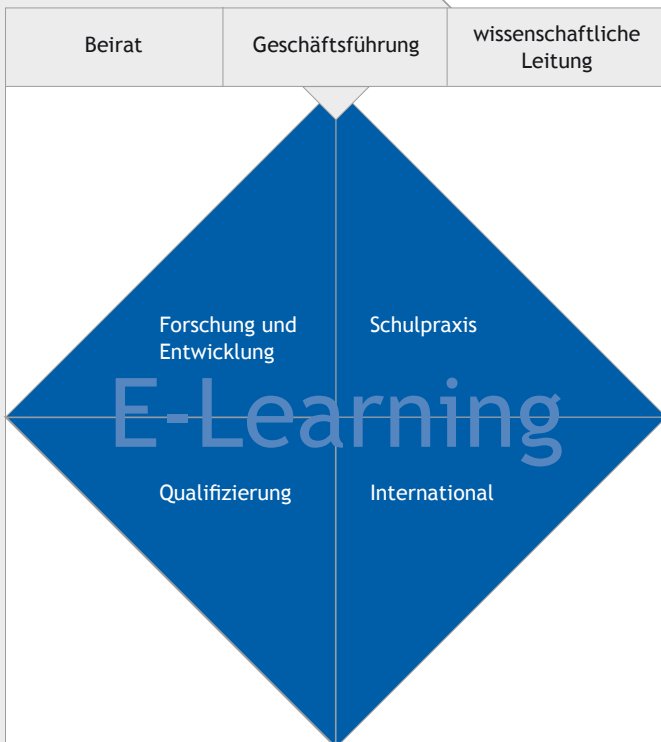 Beirat
Geschäftsführung
wissenschaftliche
Leitung
Forschung und
Entwicklung
Schulpraxis
E-Learning
Qualifizierung
International